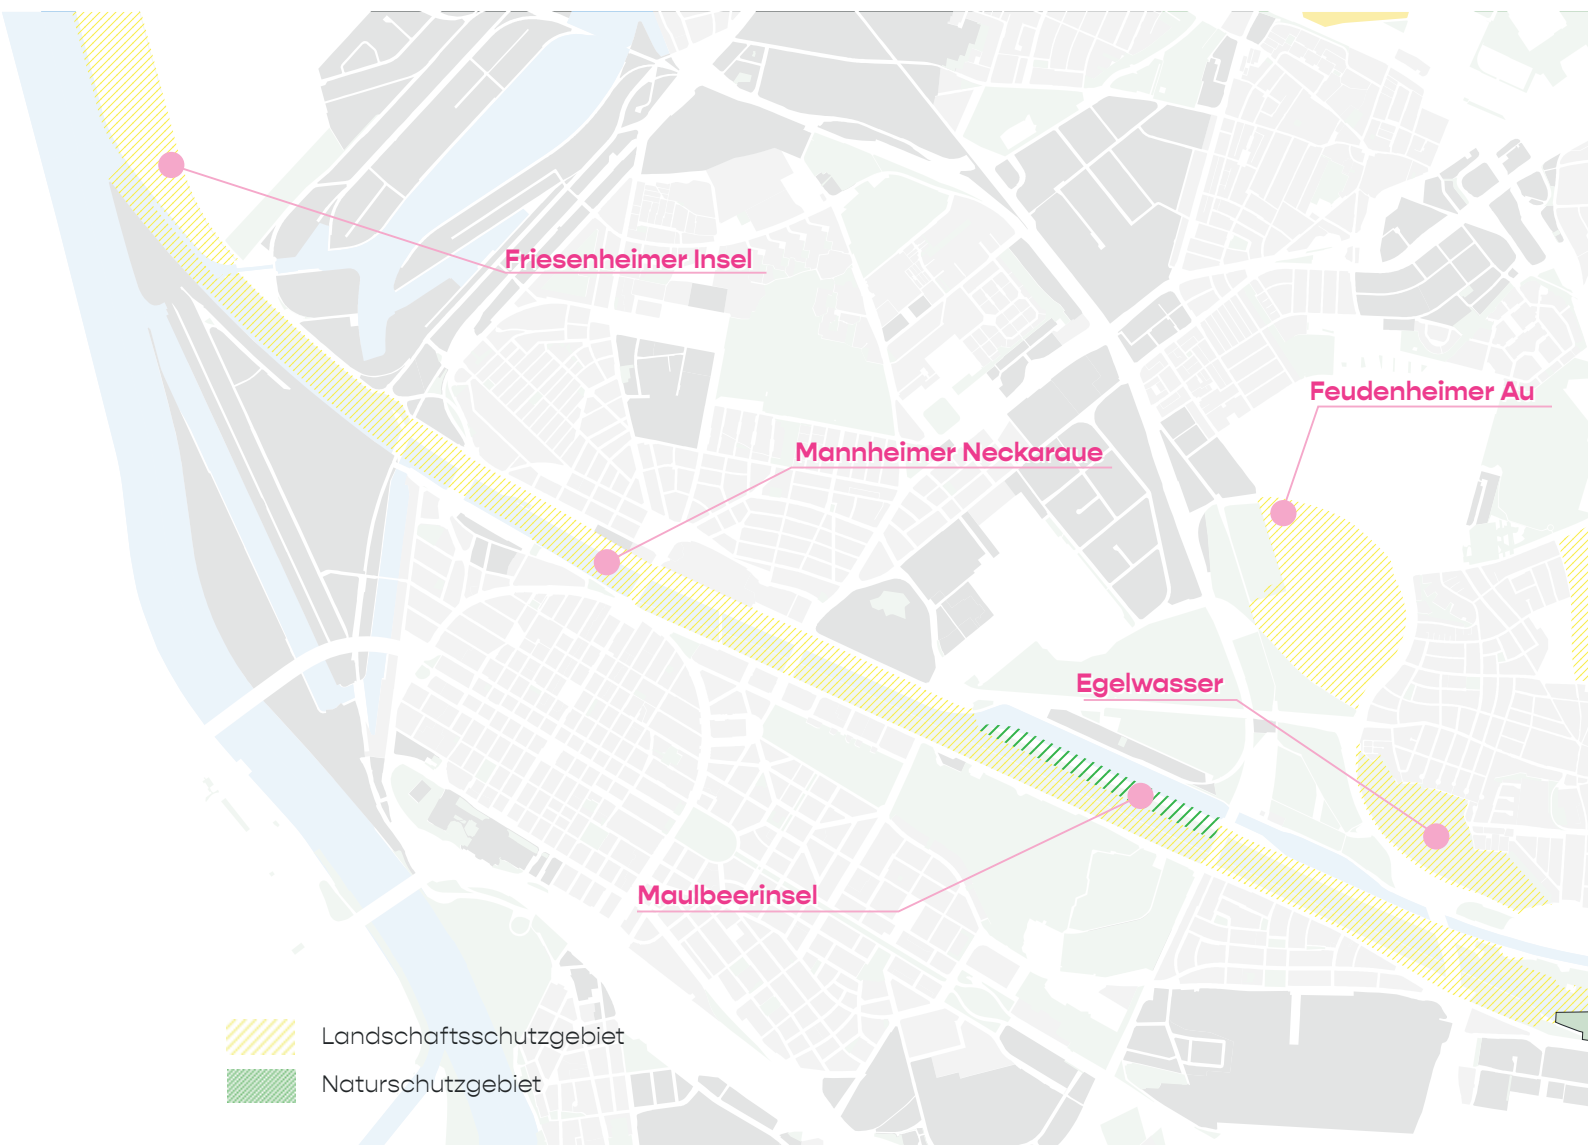 Friesenheimer Insel
Feudenheimer Au
Mannheimer Neckaraue
Egelwasser
Maulbeerinsel
Landschaftsschutzgebiet
Naturschutzgebiet